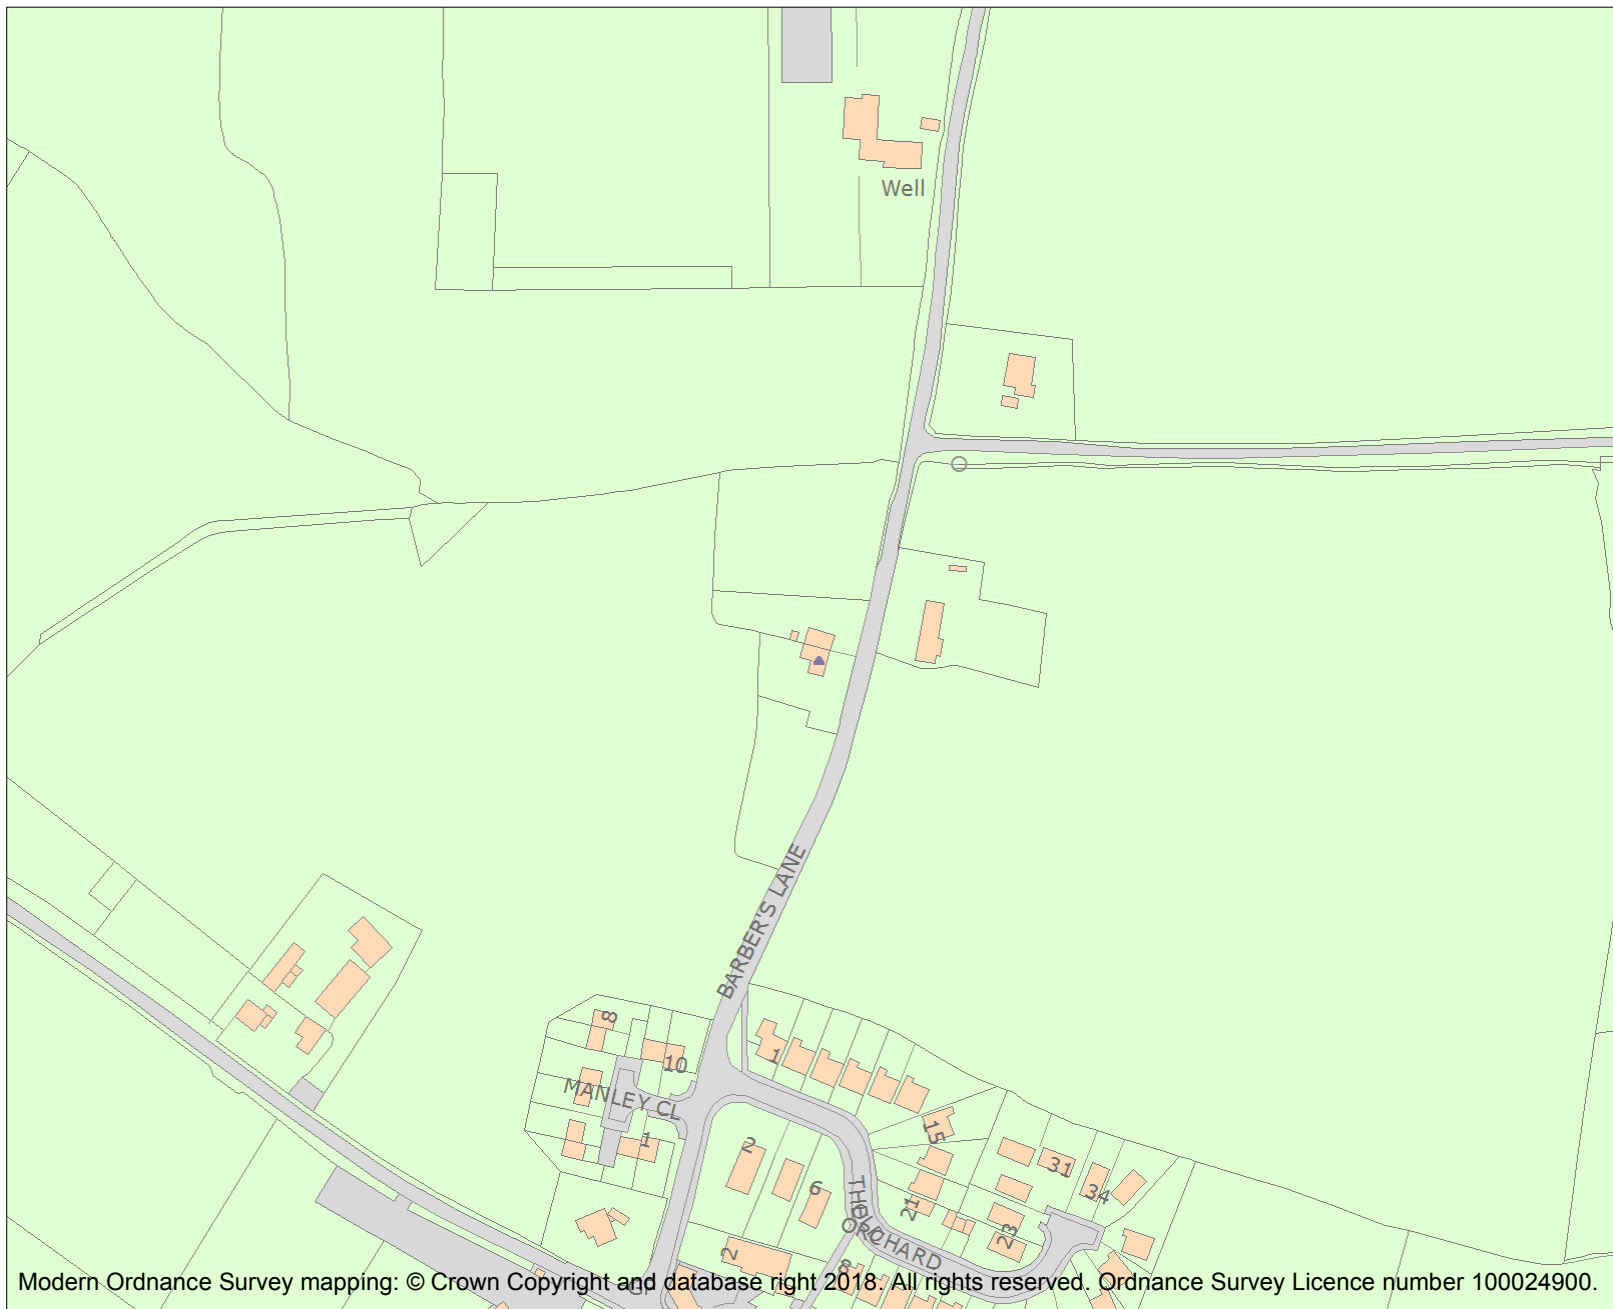 Well
BARBER'S LANE
8
10
1
MANLEY CL
1
2
15
31
6
34
21
THE
ORCHARD
23
2
8
Modern Ordnance Survey mapping: © Crown Copyright and database right 2018. All rights reserved. Ordnance Survey Licence number 100024900.